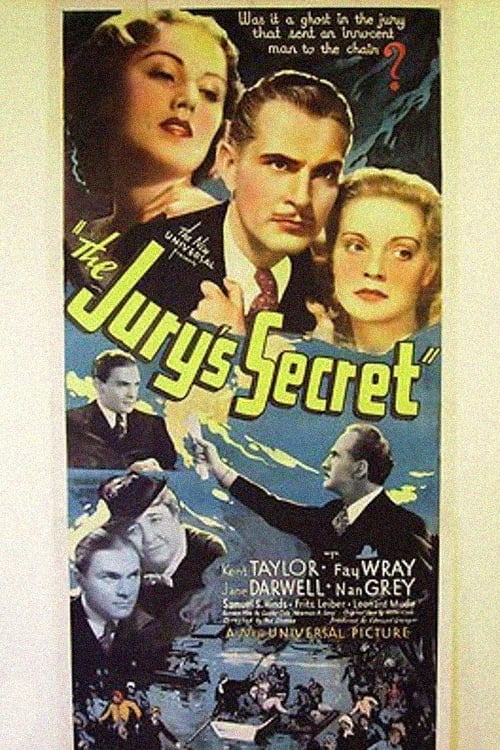 Was it a ghost in the jury
that sent an innocent
man to the chair?
The New
UNIVERSAL
presents
"the
Jury's Secret"
with
Kent TAYLOR · Fay WRAY
Jane DARWELL · Nan GREY
Samuel S. Hinds · Fritz Leiber · Leonard Mudie
A New UNIVERSAL PICTURE